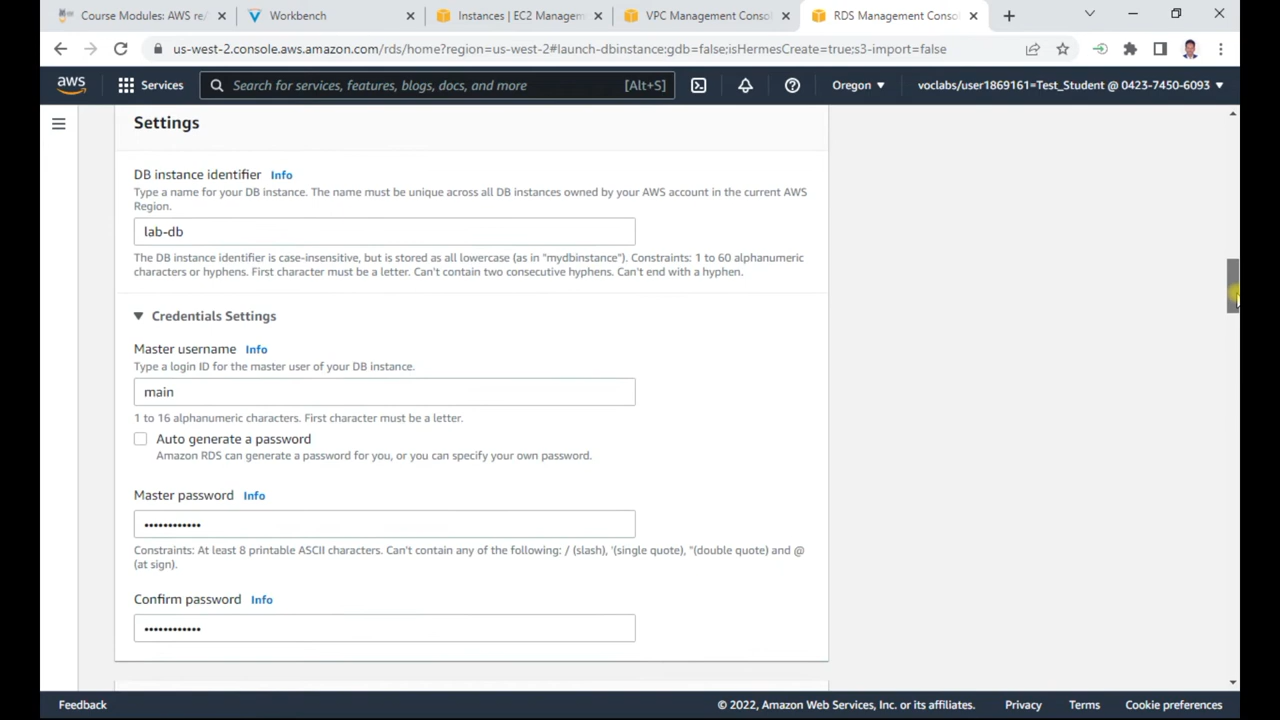 Course Modules: AWS re/
Workbench
Instances | EC2 Managem
VPC Management Consol
RDS Management Conso
us-west-2.console.aws.amazon.com/rds/home?region=us-west-2#launch-dbinstance:gdb=false;isHermesCreate=true;s3-import=false
aws
Services
Search for services, features, blogs, docs, and more
[Alt+S]
Oregon
voclabs/user1869161=Test_Student @ 0423-7450-6093
Settings
DB instance identifier Info
Type a name for your DB instance. The name must be unique across all DB instances owned by your AWS account in the current AWS
Region.
lab-db
The DB instance identifier is case-insensitive, but is stored as all lowercase (as in "mydbinstance"). Constraints: 1 to 60 alphanumeric
characters or hyphens. First character must be a letter. Can't contain two consecutive hyphens. Can't end with a hyphen.
Credentials Settings
Master username Info
Type a login ID for the master user of your DB instance.
main
1 to 16 alphanumeric characters. First character must be a letter.
Auto generate a password
Amazon RDS can generate a password for you, or you can specify your own password.
Master password Info
••••••••••••
Constraints: At least 8 printable ASCII characters. Can't contain any of the following: / (slash), '(single quote), "(double quote) and @
(at sign).
Confirm password Info
••••••••••••
Feedback
© 2022, Amazon Web Services, Inc. or its affiliates.
Privacy
Terms
Cookie preferences